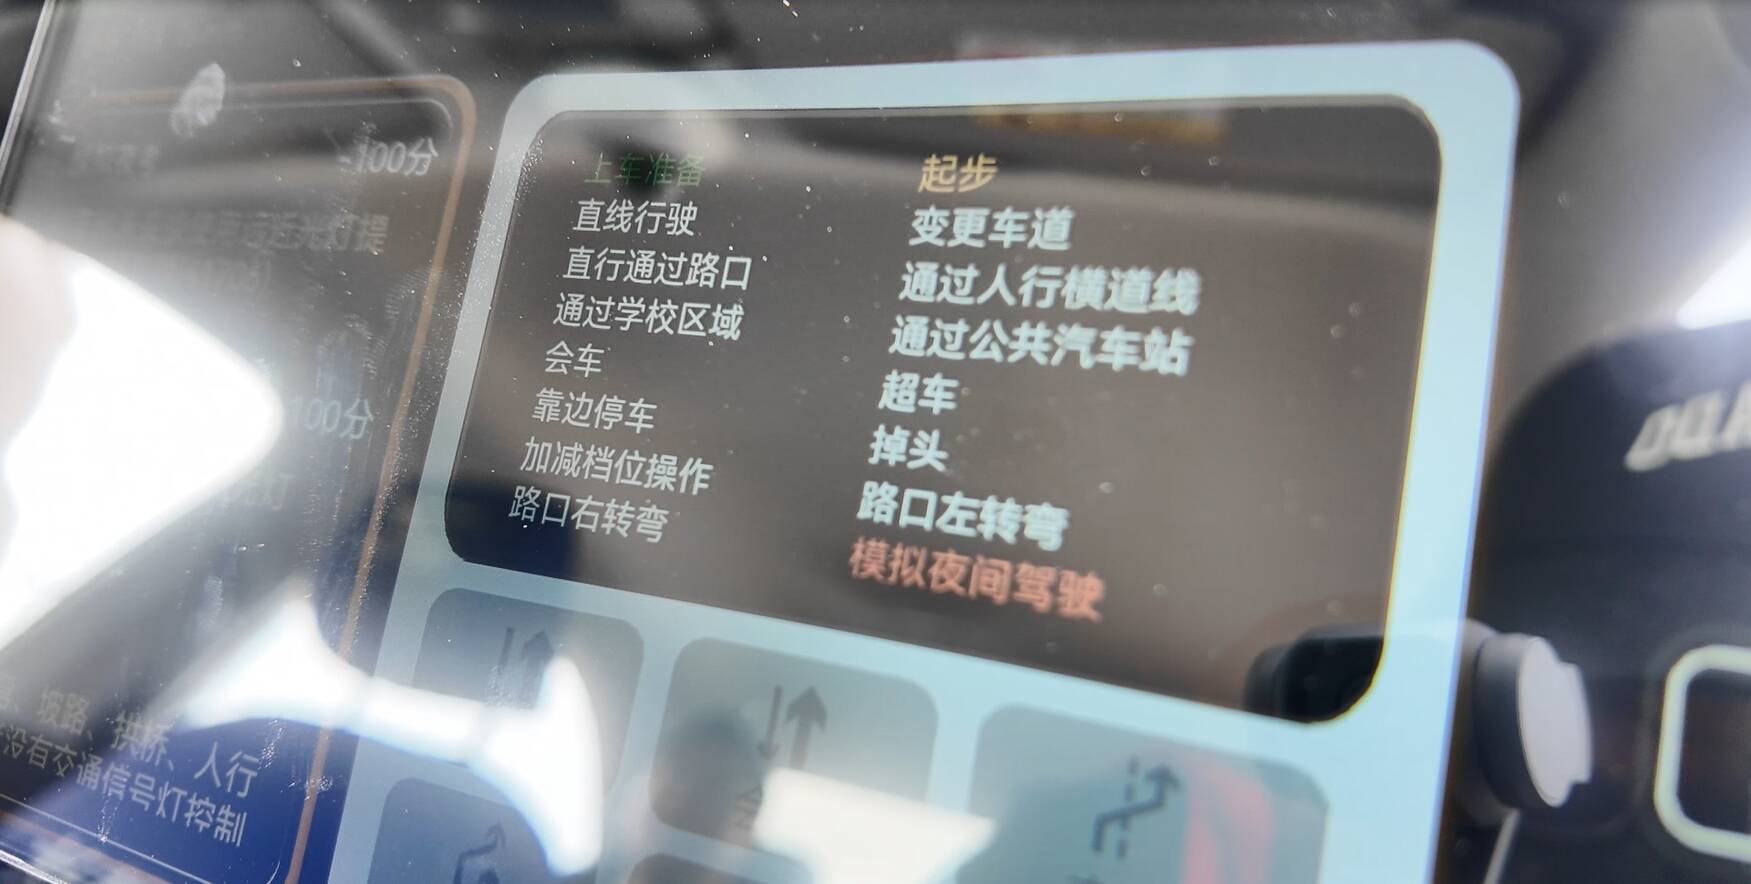 -100分
近光灯提
100分
坡路、拱桥、人行
没有交通信号灯控制
上车准备
起步
直线行驶
变更车道
直行通过路口
通过人行横道线
通过学校区域
通过公共汽车站
会车
超车
靠边停车
掉头
加减档位操作
路口左转弯
路口右转弯
模拟夜间驾驶
会